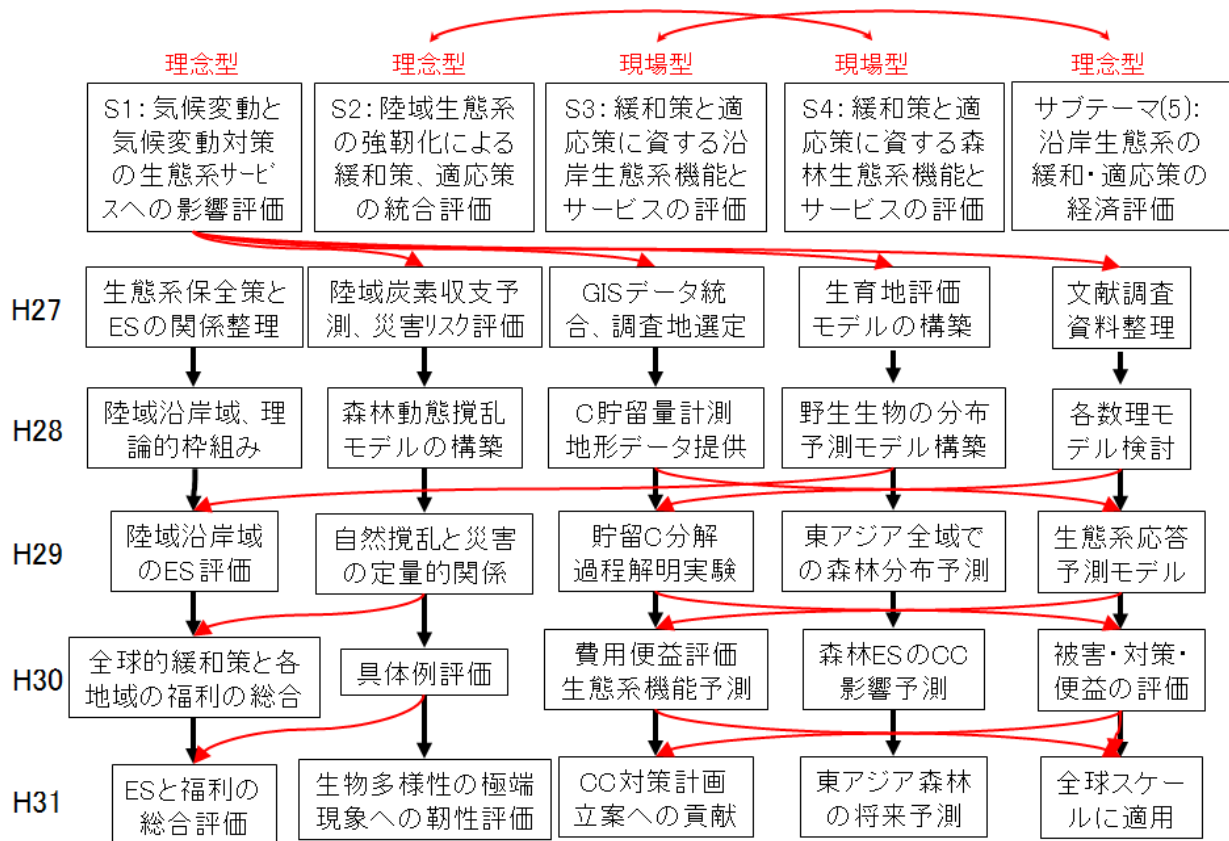 理念型
理念型
現場型
現場型
理念型
S1：気候変動と
気候変動対策
の生態系サービ
スへの影響評価
S2：陸域生態系
の強靭化による
緩和策、適応策
の統合評価
S3：緩和策と適
応策に資する沿
岸生態系機能と
サービスの評価
S4：緩和策と適
応策に資する森
林生態系機能と
サービスの評価
サブテーマ(5)：
沿岸生態系の
緩和・適応策の
経済評価
H27
生態系保全策と
ESの関係整理
陸域炭素収支予
測、災害リスク評価
GISデータ統
合、調査地選定
生育地評価
モデルの構築
文献調査
資料整理
H28
陸域沿岸域、理
論的枠組み
森林動態撹乱
モデルの構築
C貯留量計測
地形データ提供
野生生物の分布
予測モデル構築
各数理モ
デル検討
H29
陸域沿岸域
のES評価
自然撹乱と災害
の定量的関係
貯留C分解
過程解明実験
東アジア全域で
の森林分布予測
生態系応答
予測モデル
H30
全球的緩和策と各
地域の福利の総合
具体例評価
費用便益評価
生態系機能予測
森林ESのCC
影響予測
被害・対策・
便益の評価
H31
ESと福利の
総合評価
生物多様性の極端
現象への靭性評価
CC対策計画
立案への貢献
東アジア森林
の将来予測
全球スケー
ルに適用